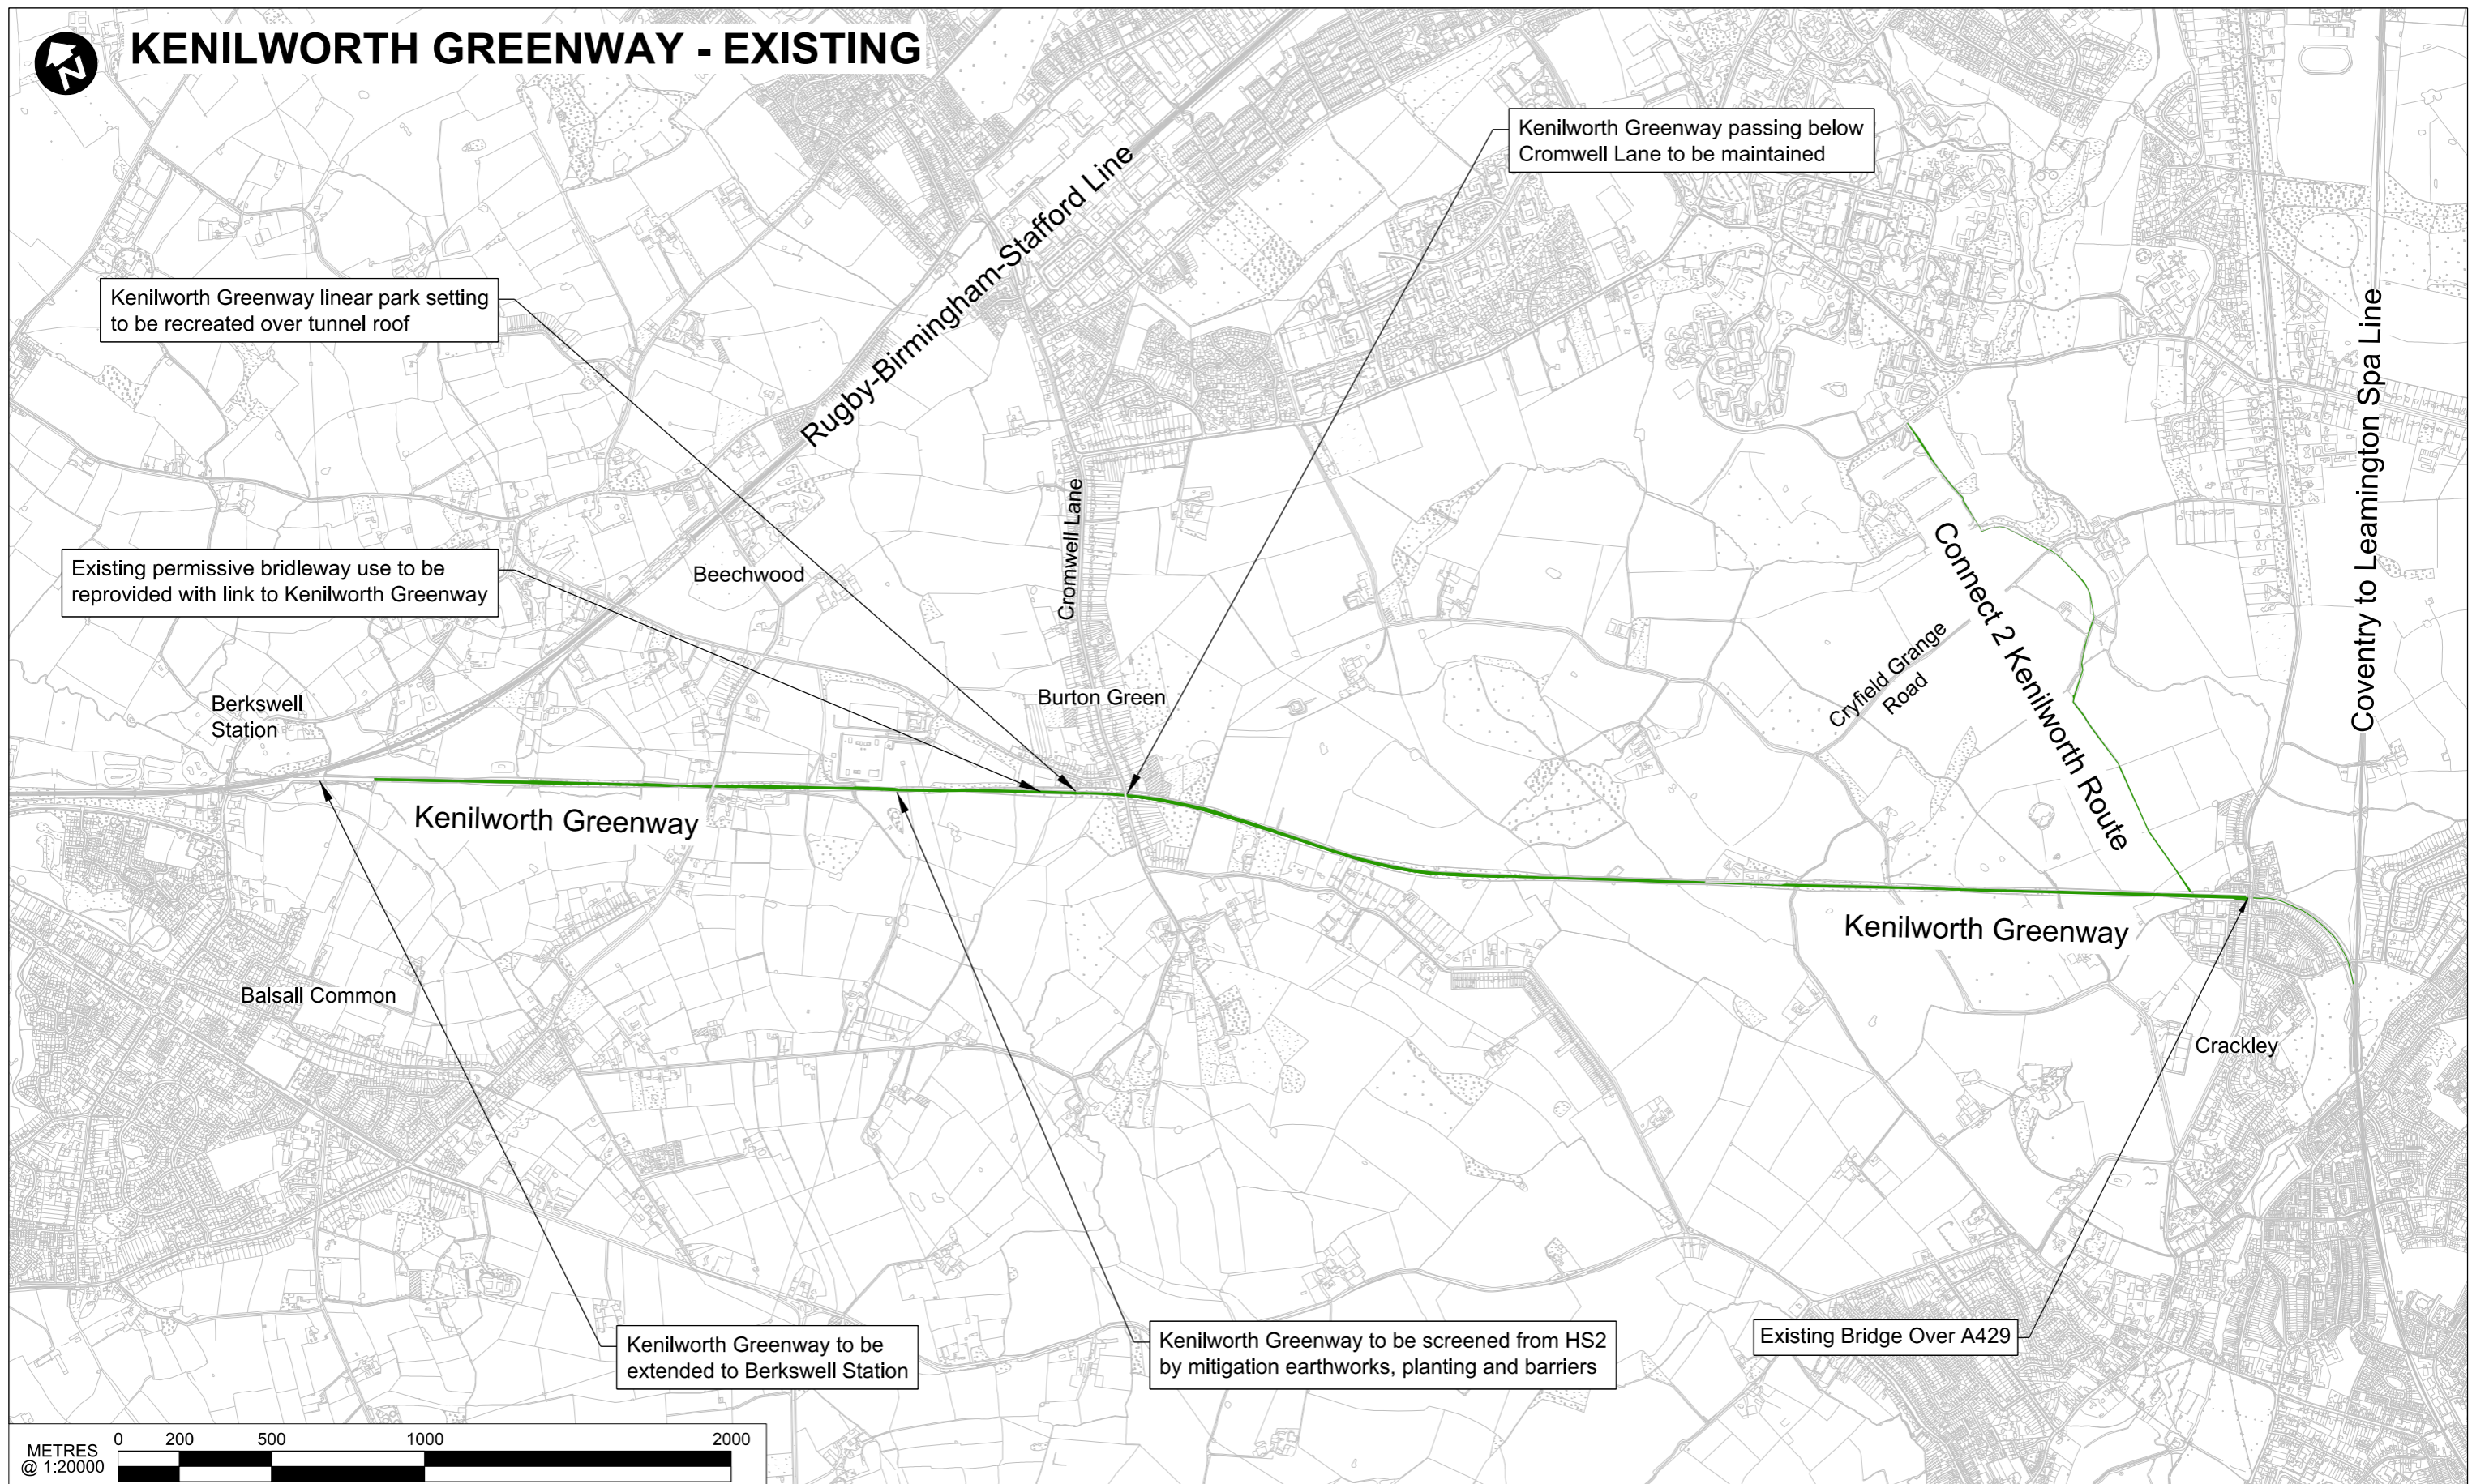 N
KENILWORTH GREENWAY - EXISTING
Kenilworth Greenway passing below
Cromwell Lane to be maintained
Rugby-Birmingham-Stafford Line
Kenilworth Greenway linear park setting
to be recreated over tunnel roof
Coventry to Leamington Spa Line
Cromwell Lane
Existing permissive bridleway use to be
reprovided with link to Kenilworth Greenway
Beechwood
Connect 2 Kenilworth Route
Cryfield Grange
Road
Burton Green
Berkswell
Station
Kenilworth Greenway
Kenilworth Greenway
Balsall Common
Crackley
Kenilworth Greenway to be
extended to Berkswell Station
Kenilworth Greenway to be screened from HS2
by mitigation earthworks, planting and barriers
Existing Bridge Over A429
METRES
@ 1:20000
0 200 500 1000 2000